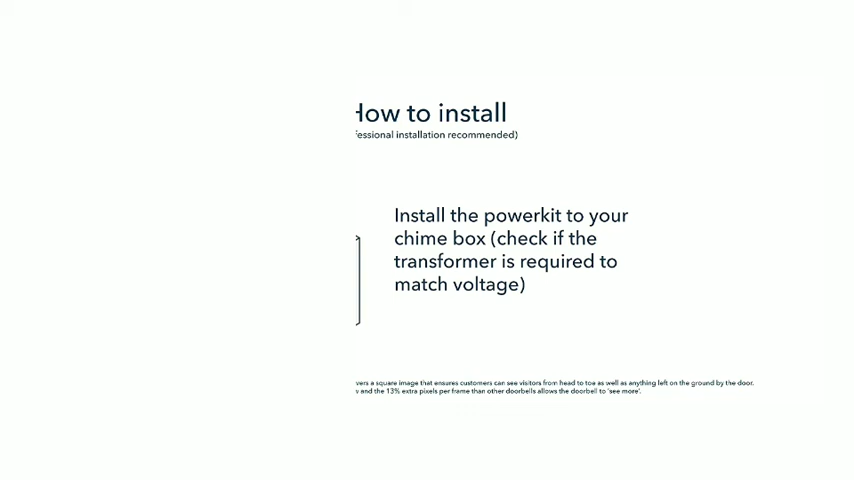 How to install
fessional installation recommended)
Install the powerkit to your
chime box (check if the
transformer is required to
match voltage)
vers a square image that ensures customers can see visitors from head to toe as well as anything left on the ground by the door.
and the 13% extra pixels per frame than other doorbells allows the doorbell to 'see more'.